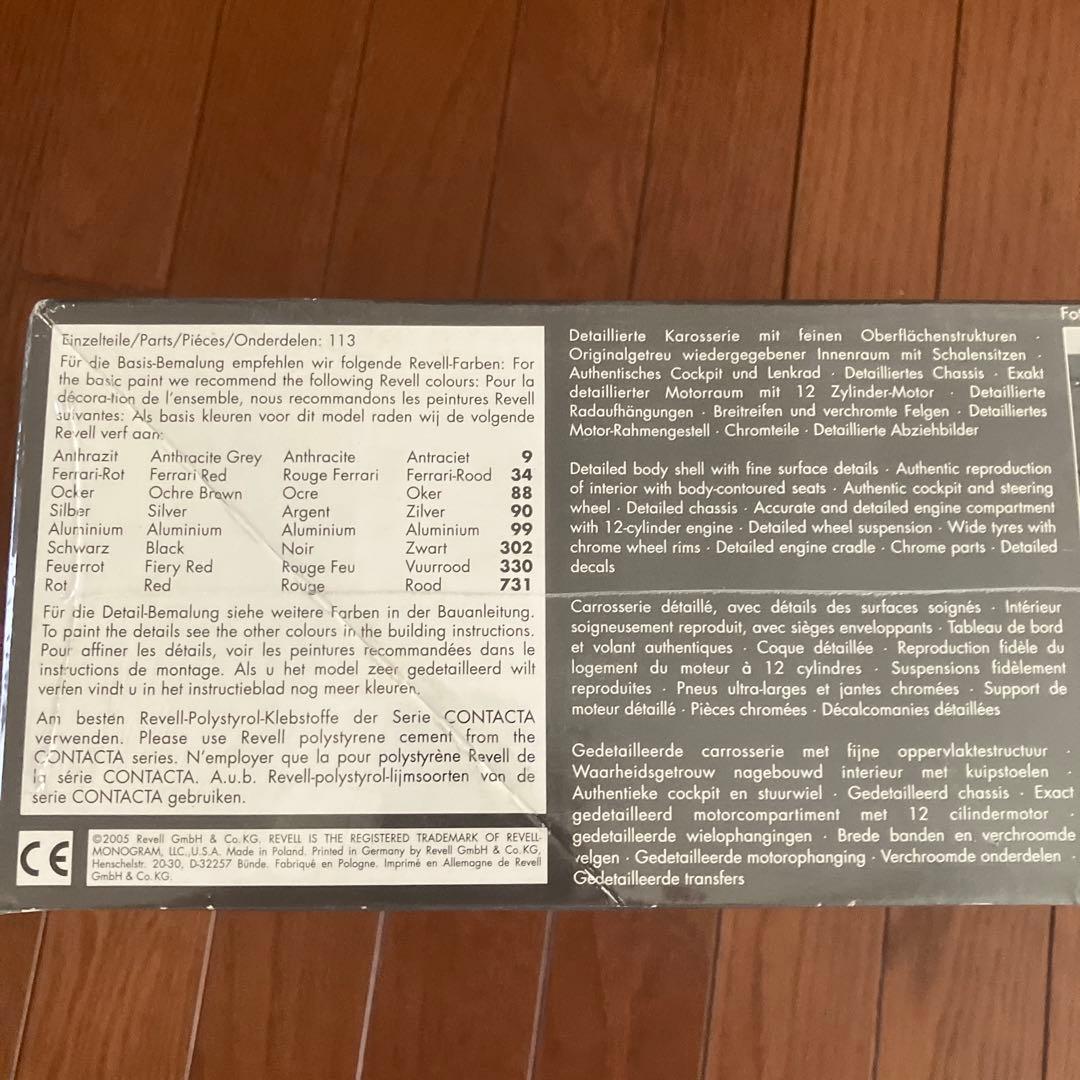 Einzelteile/Parts/Piéces/Onderdelen: 113
Für die Basis-Bemalung empfehlen wir folgende Revell-Farben: For
the basic paint we recommend the following Revell colours: Pour la
décora-tion de l'ensemble, nous recommandons les peintures Revell
suivantes: Als basis kleuren voor dit model raden wij de volgende
Revell verf aan:
Anthrazit Anthracite Grey Anthracite Antraciet 9
Ferrari-Rot Ferrari Red Rouge Ferrari Ferrari-Rood 34
Ocker Ochre Brown Ocre Oker 88
Silber Silver Argent Zilver 90
Aluminium Aluminium Aluminium Aluminium 99
Schwarz Black Noir Zwart 302
Feuerrot Fiery Red Rouge Feu Vuurrood 330
Rot Red Rouge Rood 731
Für die Detail-Bemalung siehe weitere Farben in der Bauanleitung.
To paint the details see the other colours in the building instructions.
Pour affiner les détails, voir les peintures recommandées dans le
instructions de montage. Als u het model zeer gedetailleerd wilt
verfen vindt u in het instructieblad nog meer kleuren.
Am besten Revell-Polystyrol-Klebstoffe der Serie CONTACTA
verwenden. Please use Revell polystyrene cement from the
CONTACTA series. N'employer que la pour polystyrène Revell de
la série CONTACTA. A.u.b. Revell-polystyrol-lijmsoorten van de
serie CONTACTA gebruiken.
CE
©2005 Revell GmbH & Co.KG. REVELL IS THE REGISTERED TRADEMARK OF REVELL-
MONOGRAM, LLC.,U.S.A. Made in Poland. Printed in Germany by Revell GmbH & Co.KG,
Henschelstr. 20-30, D-32257 Bünde. Fabriqué en Pologne. Imprimé en Allemagne de Revell
GmbH & Co.KG.
Detaillierte Karosserie mit feinen Oberflächenstrukturen ·
Originalgetreu wiedergegebener Innenraum mit Schalensitzen ·
Authentisches Cockpit und Lenkrad · Detailliertes Chassis · Exakt
detaillierter Motorraum mit 12 Zylinder-Motor · Detaillierte
Radaufhängungen · Breitreifen und verchromte Felgen · Detailliertes
Motor-Rahmengestell · Chromteile · Detaillierte Abziehbilder
Detailed body shell with fine surface details · Authentic reproduction
of interior with body-contoured seats · Authentic cockpit and steering
wheel · Detailed chassis · Accurate and detailed engine compartment
with 12-cylinder engine · Detailed wheel suspension · Wide tyres with
chrome wheel rims · Detailed engine cradle · Chrome parts · Detailed
decals
Carrosserie détaillé, avec détails des surfaces soignés · Intérieur
soigneusement reproduit, avec sièges enveloppants · Tableau de bord
et volant authentiques · Coque détaillée · Reproduction fidèle du
logement du moteur à 12 cylindres · Suspensions fidèlement
reproduites · Pneus ultra-larges et jantes chromées · Support de
moteur détaillé · Pièces chromées · Décalcomanies détaillées
Gedetailleerde carrosserie met fijne oppervlaktestructuur ·
Waarheidsgetrouw nagebouwd interieur met kuipstoelen ·
Authentieke cockpit en stuurwiel · Gedetailleerd chassis · Exact
gedetailleerd motorcompartiment met 12 cilindermotor ·
gedetailleerde wielophangingen · Brede banden en verchroomde
velgen · Gedetailleerde motorophanging · Verchroomde onderdelen ·
Gedetailleerde transfers